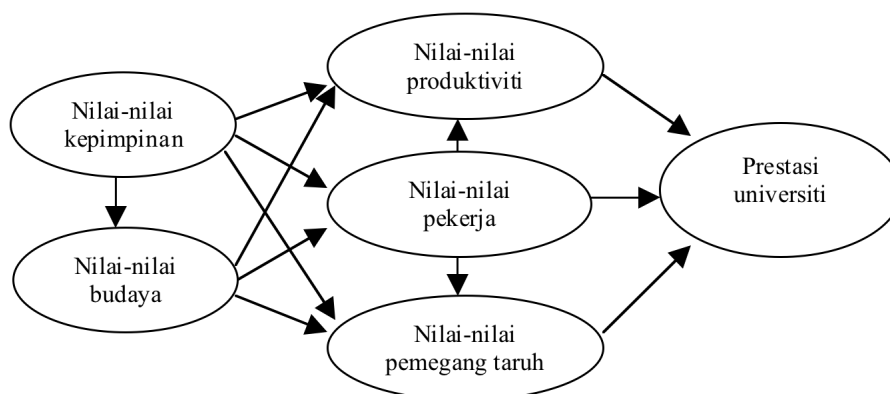 Nilai-nilai
produktiviti
Nilai-nilai
kepimpinan
Nilai-nilai
pekerja
Prestasi
universiti
Nilai-nilai
budaya
Nilai-nilai
pemegang taruh